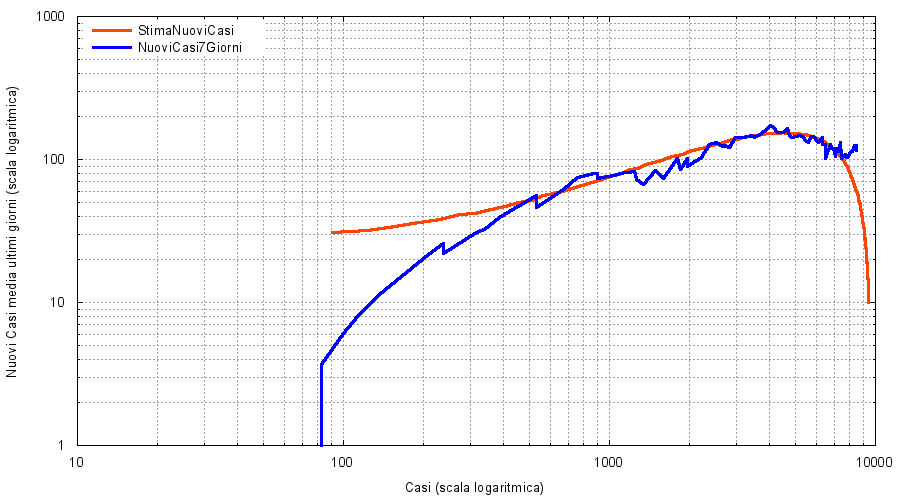 1000
StimaNuoviCasi
NuoviCasi7Giorni
100
10
1
Nuovi Casi media ultimi giorni (scala logaritmica)
10
100
1000
10000
Casi (scala logaritmica)